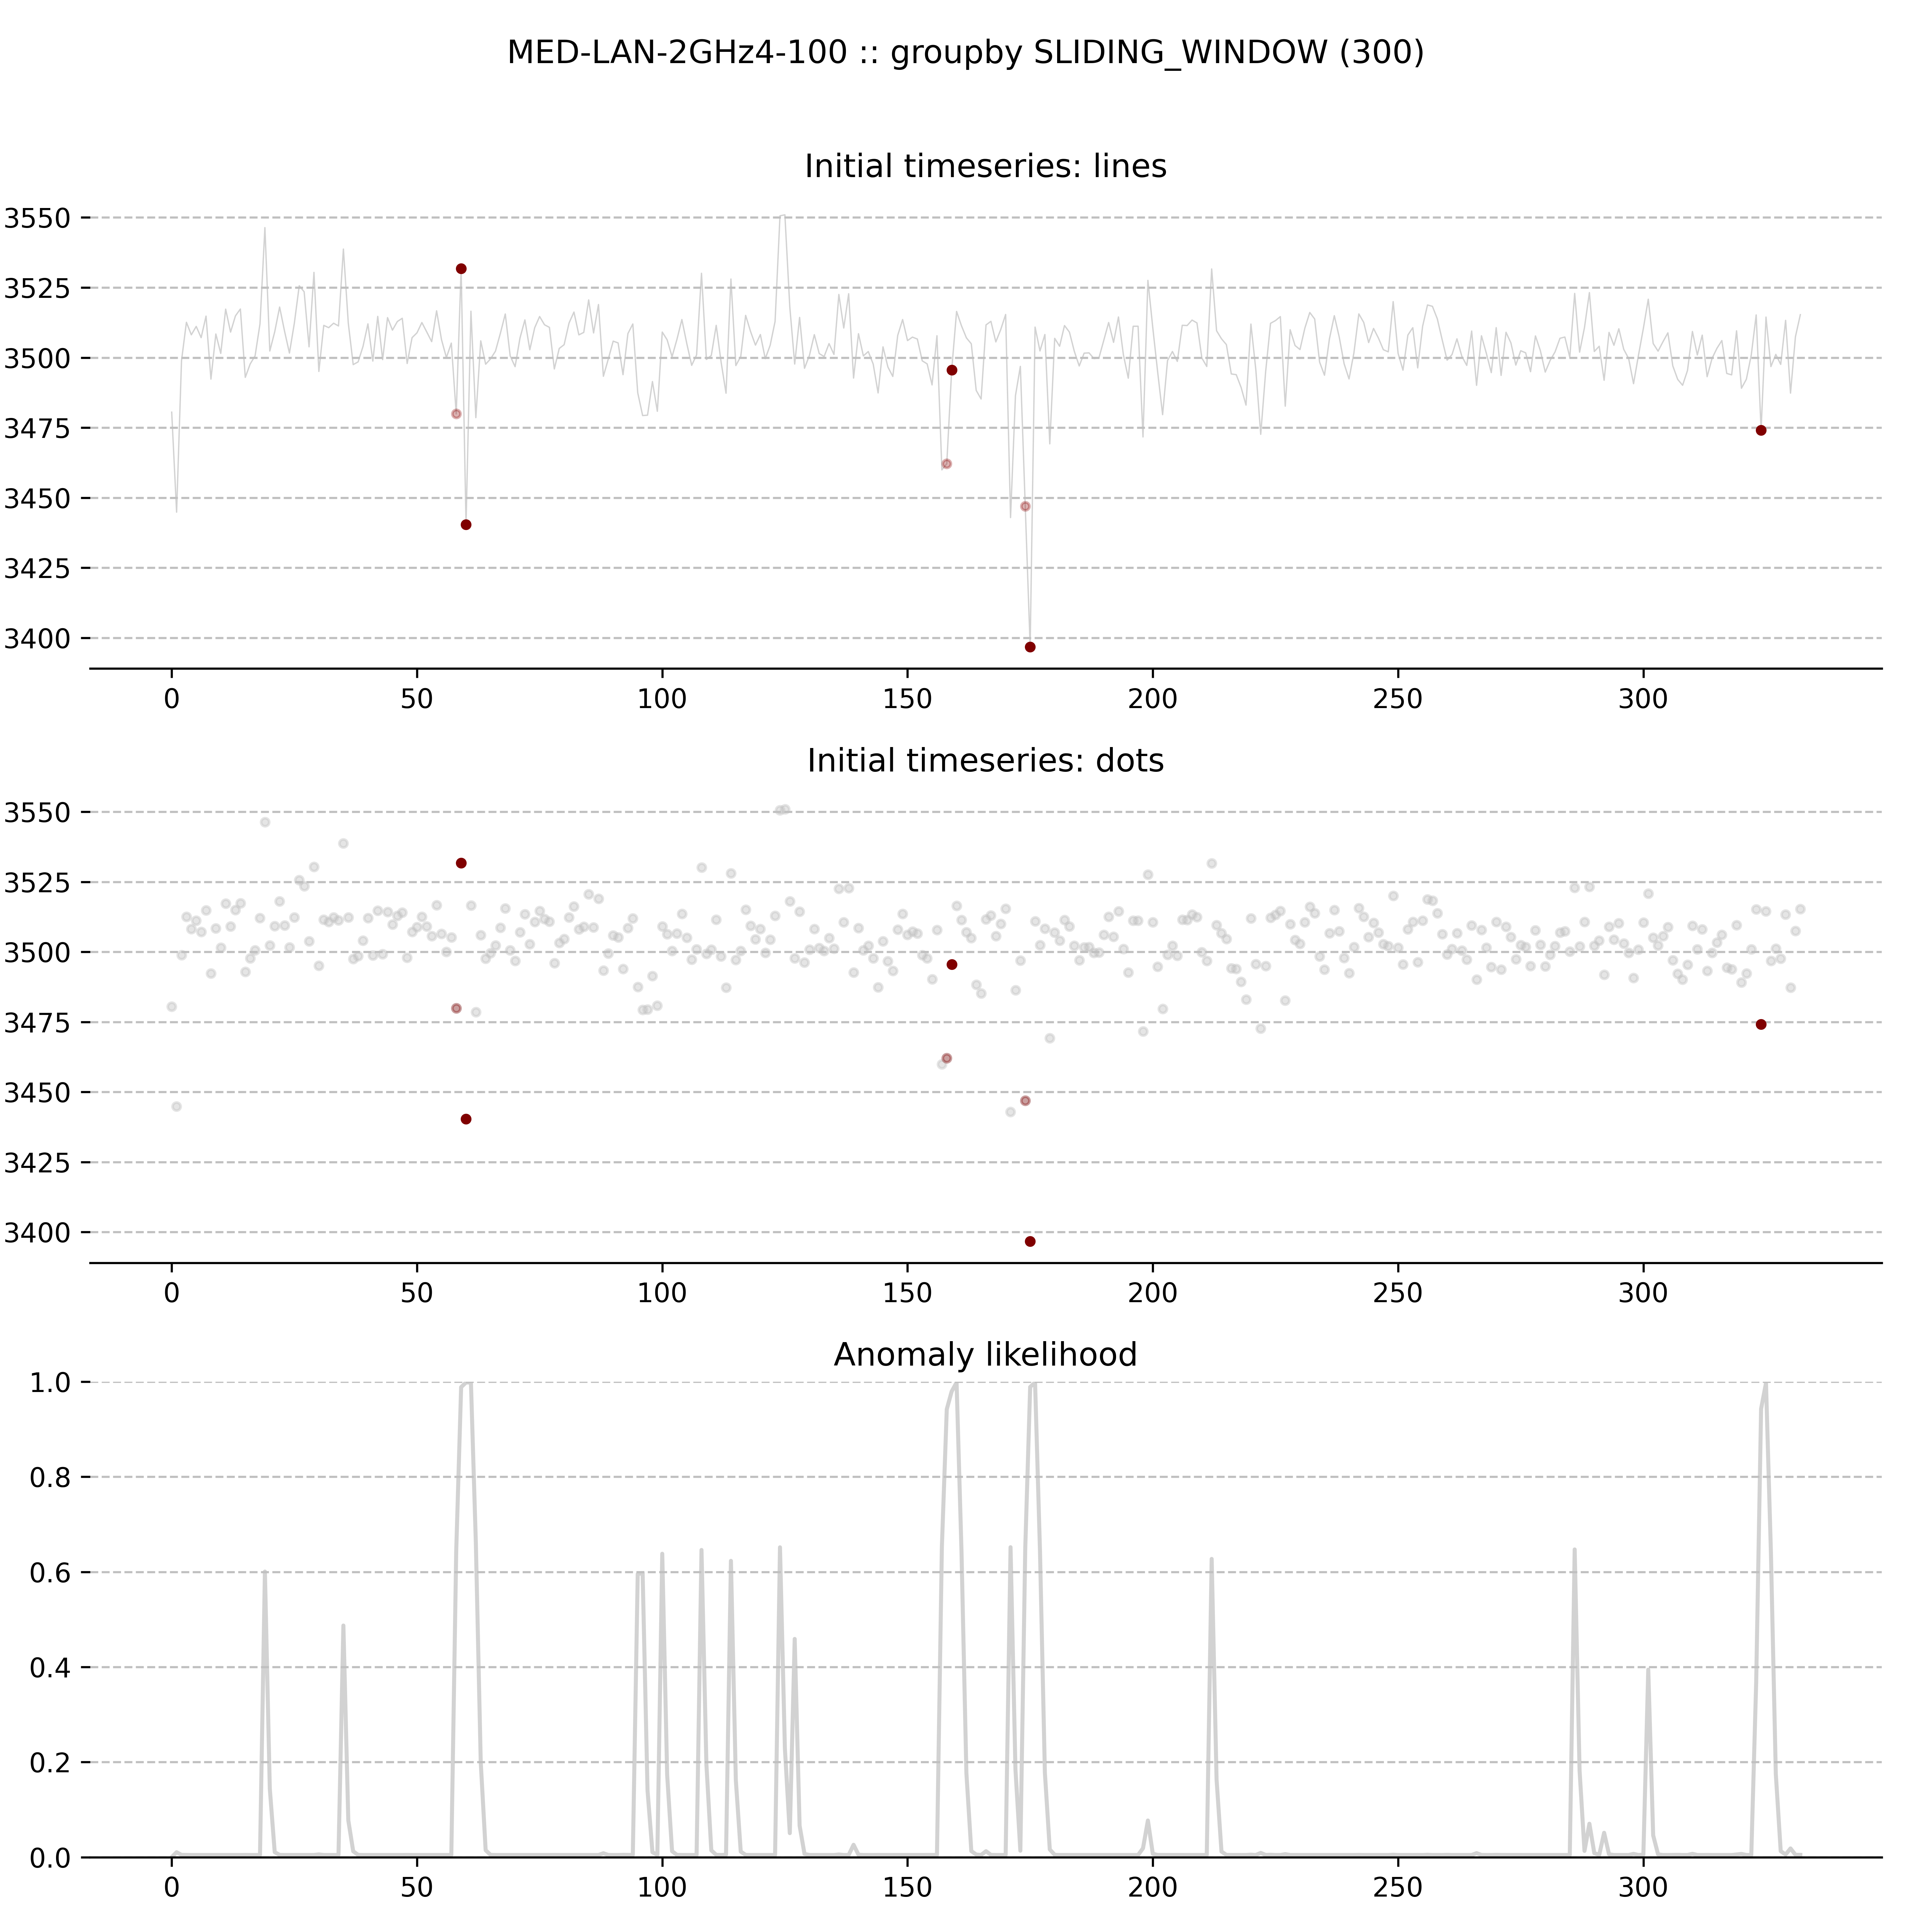 MED-LAN-2GHz4-100 :: groupby SLIDING_WINDOW (300)
Initial timeseries: lines
3550
3525
3500
3475
3450
3425
3400
0 50 100 150 200 250 300
Initial timeseries: dots
3550
3525
3500
3475
3450
3425
3400
0 50 100 150 200 250 300
Anomaly likelihood
1.0
0.8
0.6
0.4
0.2
0.0
0 50 100 150 200 250 300